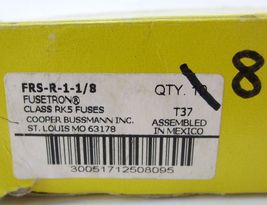 FRS-R-1-1/8
FUSETRON®
CLASS RK5 FUSES
COOPER BUSSMANN INC.
ST. LOUIS MO 63178
QTY. 10
8
T37
ASSEMBLED
IN MEXICO
30051712508095